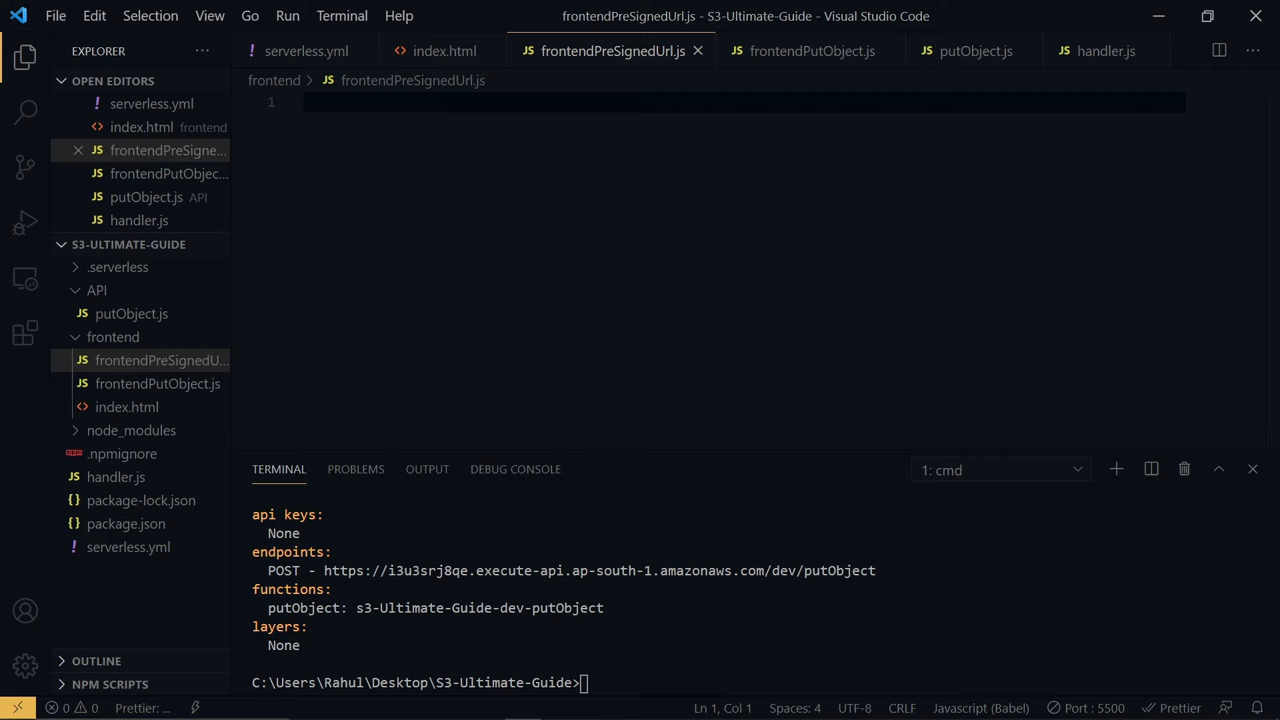 File Edit Selection View Go Run Terminal Help frontendPreSignedUrl.js - S3-Ultimate-Guide - Visual Studio Code
EXPLORER
serverless.yml index.html frontendPreSignedUrl.js frontendPutObject.js putObject.js handler.js
frontend > frontendPreSignedUrl.js
1
OPEN EDITORS
serverless.yml
index.html frontend
frontendPreSigne...
frontendPutObjec...
putObject.js API
handler.js
S3-ULTIMATE-GUIDE
.serverless
API
putObject.js
frontend
frontendPreSignedU...
frontendPutObject.js
index.html
node_modules
.npmignore
handler.js
package-lock.json
package.json
serverless.yml
OUTLINE
NPM SCRIPTS
TERMINAL PROBLEMS OUTPUT DEBUG CONSOLE 1: cmd
api keys:
None
endpoints:
POST - https://i3u3srj8qe.execute-api.ap-south-1.amazonaws.com/dev/putObject
functions:
putObject: s3-Ultimate-Guide-dev-putObject
layers:
None
C:\Users\Rahul\Desktop\S3-Ultimate-Guide>
0 0 Prettier: ... Ln 1, Col 1 Spaces: 4 UTF-8 CRLF Javascript (Babel) Port : 5500 Prettier